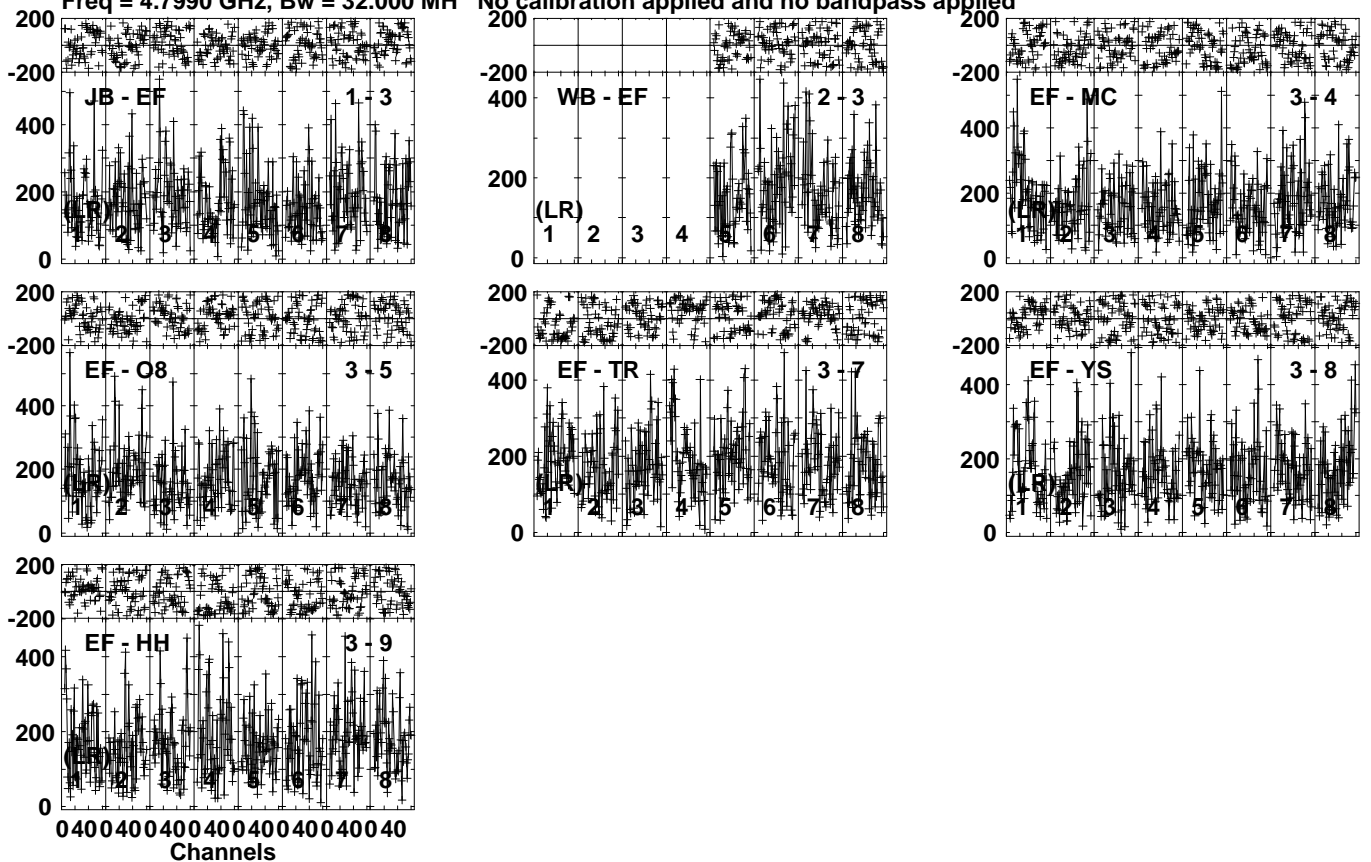 Freq = 4.7990 GHz, Bw = 32.000 MH No calibration applied and no bandpass applied
200
-200
JB - EF 1 - 3
400
200
(LR)
1 2 3 4 5 6 7 8
0
200
-200
WB - EF 2 - 3
400
200
(LR)
1 2 3 4 5 6 7 8
0
200
-200
EF - MC 3 - 4
400
200
(LR)
1 2 3 4 5 6 7 8
0
200
-200
EF - O8 3 - 5
400
200
(LR)
1 2 3 4 5 6 7 8
0
200
-200
EF - TR 3 - 7
400
200
(LR)
1 2 3 4 5 6 7 8
0
200
-200
EF - YS 3 - 8
400
200
(LR)
1 2 3 4 5 6 7 8
0
200
-200
EF - HH 3 - 9
400
200
(LR)
1 2 3 4 5 6 7 8
0
0 40 0 40 0 40 0 40 0 40 0 40 0 40 0 40
Channels